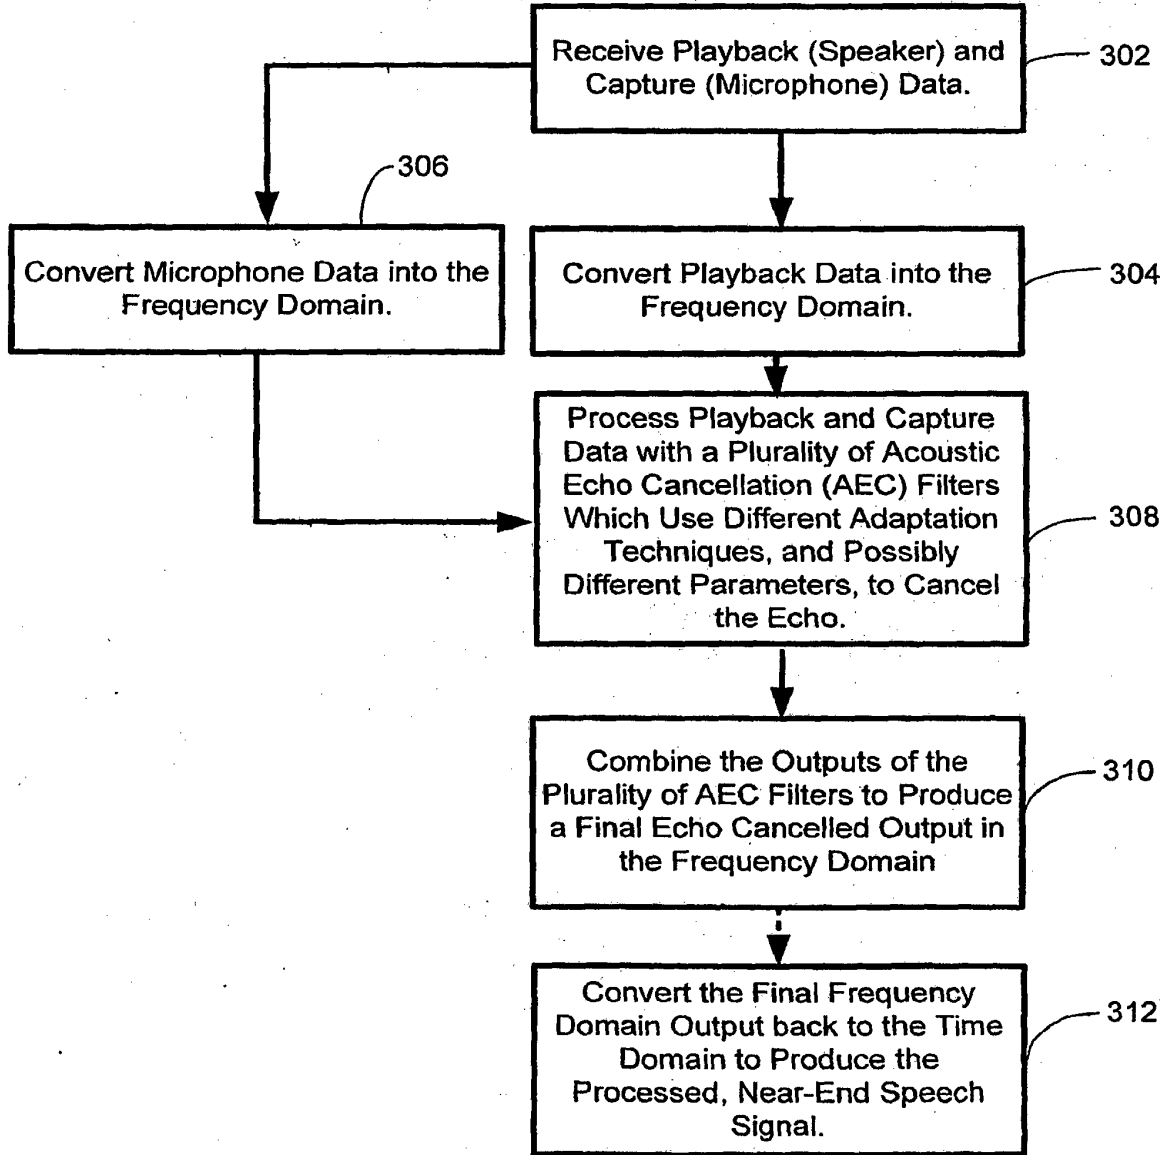 Receive Playback (Speaker) and
Capture (Microphone) Data.
302
306
Convert Microphone Data into the
Frequency Domain.
Convert Playback Data into the
Frequency Domain.
304
Process Playback and Capture
Data with a Plurality of Acoustic
Echo Cancellation (AEC) Filters
Which Use Different Adaptation
Techniques, and Possibly
Different Parameters, to Cancel
the Echo.
308
Combine the Outputs of the
Plurality of AEC Filters to Produce
a Final Echo Cancelled Output in
the Frequency Domain
310
Convert the Final Frequency
Domain Output back to the Time
Domain to Produce the
Processed, Near-End Speech
Signal.
312